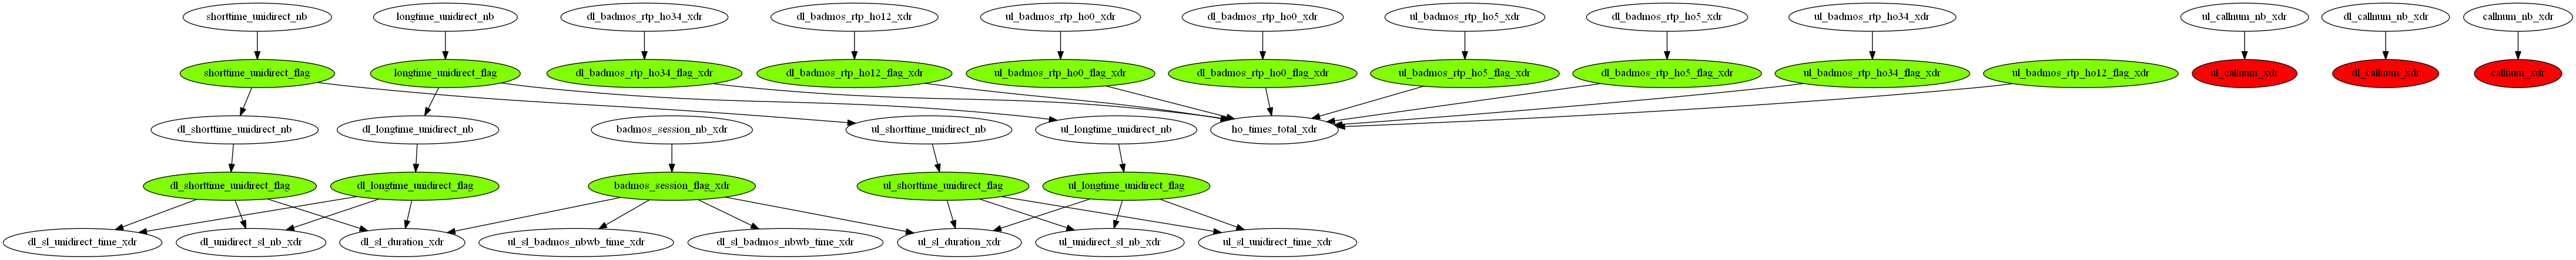 shorttime_unidirect_nb
longtime_unidirect_nb
dl_badmos_rtp_ho34_xdr
dl_badmos_rtp_ho12_xdr
ul_badmos_rtp_ho0_xdr
dl_badmos_rtp_ho0_xdr
ul_badmos_rtp_ho5_xdr
dl_badmos_rtp_ho5_xdr
ul_badmos_rtp_ho34_xdr
ul_callnum_nb_xdr
dl_callnum_nb_xdr
callnum_nb_xdr
shorttime_unidirect_flag
longtime_unidirect_flag
dl_badmos_rtp_ho34_flag_xdr
dl_badmos_rtp_ho12_flag_xdr
ul_badmos_rtp_ho0_flag_xdr
dl_badmos_rtp_ho0_flag_xdr
ul_badmos_rtp_ho5_flag_xdr
dl_badmos_rtp_ho5_flag_xdr
ul_badmos_rtp_ho34_flag_xdr
ul_badmos_rtp_ho12_flag_xdr
ul_callnum_xdr
dl_callnum_xdr
callnum_xdr
dl_shorttime_unidirect_nb
dl_longtime_unidirect_nb
badmos_session_nb_xdr
ul_shorttime_unidirect_nb
ul_longtime_unidirect_nb
ho_times_total_xdr
dl_shorttime_unidirect_flag
dl_longtime_unidirect_flag
badmos_session_flag_xdr
ul_shorttime_unidirect_flag
ul_longtime_unidirect_flag
dl_sl_unidirect_time_xdr
dl_unidirect_sl_nb_xdr
dl_sl_duration_xdr
ul_sl_badmos_nbwb_time_xdr
dl_sl_badmos_nbwb_time_xdr
ul_sl_duration_xdr
ul_unidirect_sl_nb_xdr
ul_sl_unidirect_time_xdr